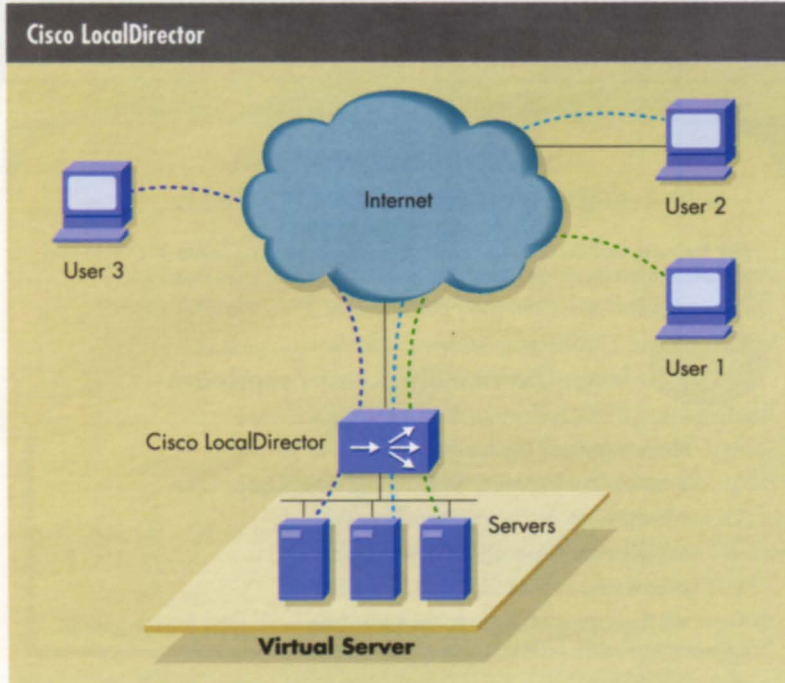 Cisco LocalDirector
Internet
User 2
User 3
User 1
Cisco LocalDirector
Servers
Virtual Server